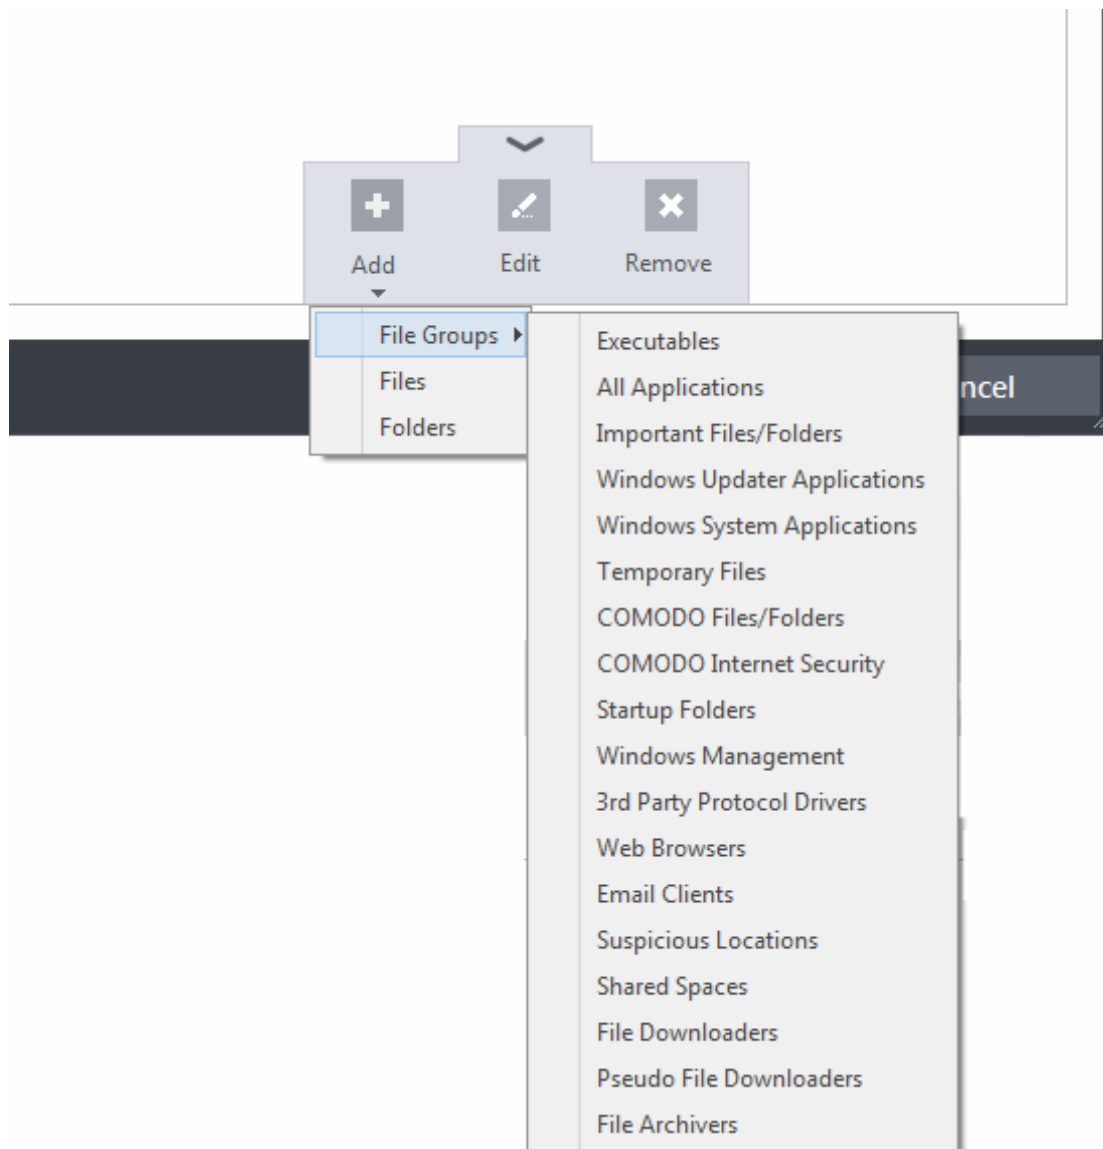 Add
Edit
Remove
File Groups
Files
Folders
Executables
All Applications
ncel
Important Files/Folders
Windows Updater Applications
Windows System Applications
Temporary Files
COMODO Files/Folders
COMODO Internet Security
Startup Folders
Windows Management
3rd Party Protocol Drivers
Web Browsers
Email Clients
Suspicious Locations
Shared Spaces
File Downloaders
Pseudo File Downloaders
File Archivers